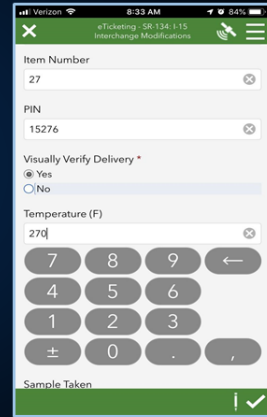 Verizon 8:33 AM 84%
eTicketing - SR-134: I-15
Interchange Modifications
Item Number
27
PIN
15276
Visually Verify Delivery *
Yes
No
Temperature (F)
270
7 8 9 ←
4 5 6
1 2 3
± 0 . ,
Sample Taken